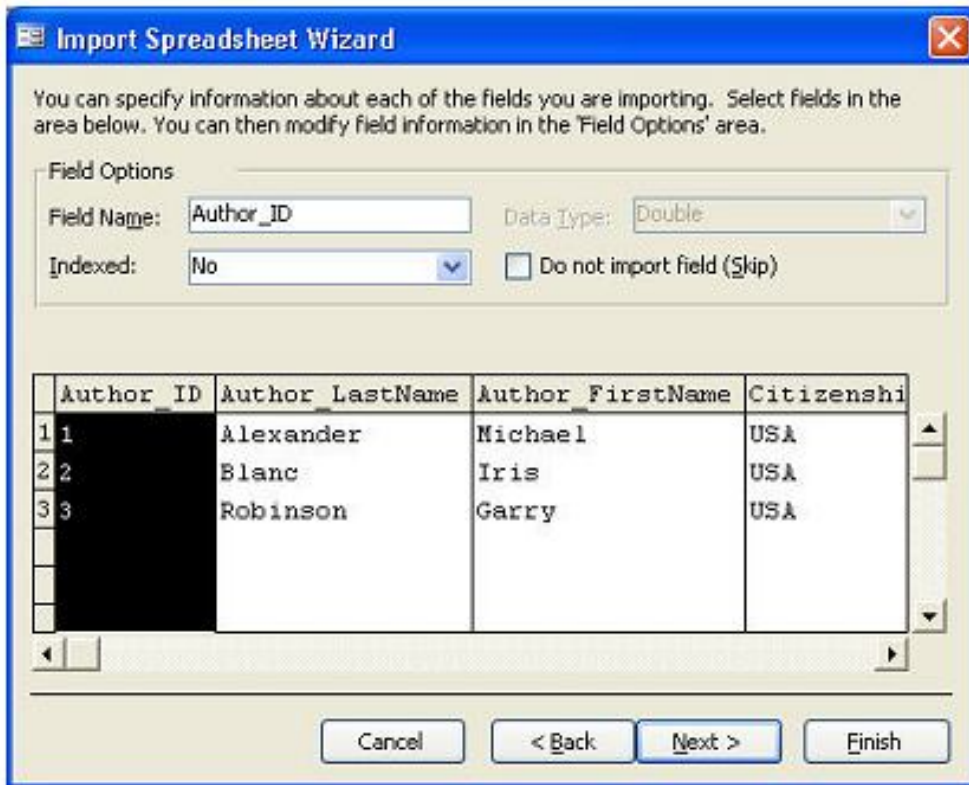 Import Spreadsheet Wizard
You can specify information about each of the fields you are importing. Select fields in the
area below. You can then modify field information in the 'Field Options' area.
Field Options
Field Name: Author_ID Data Type: Double
Indexed: No Do not import field (Skip)
Author_ID Author_LastName Author_FirstName Citizenshi
1 1 Alexander Michael USA
2 2 Blanc Iris USA
3 3 Robinson Garry USA
Cancel < Back Next > Finish